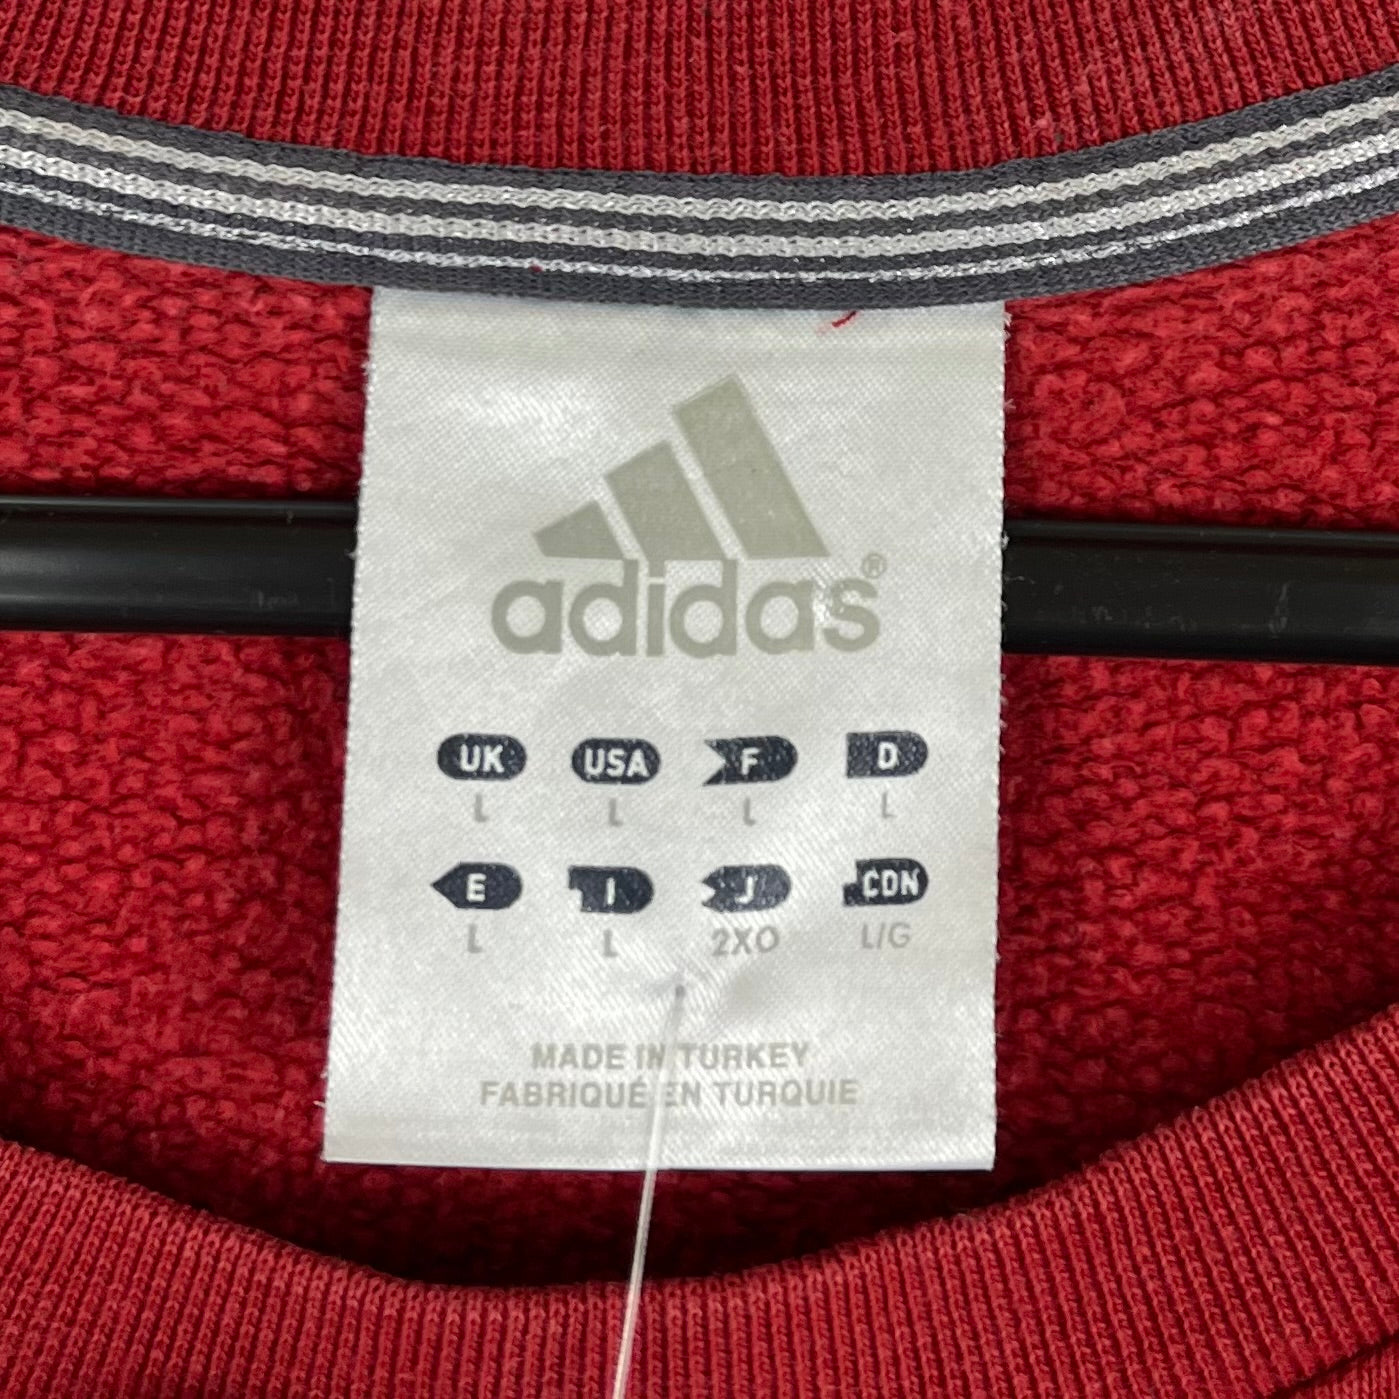 adidas®
UK USA F D
L L L L
E I J CDN
L L 2XO L/G
MADE IN TURKEY
FABRIQUÉ EN TURQUIE